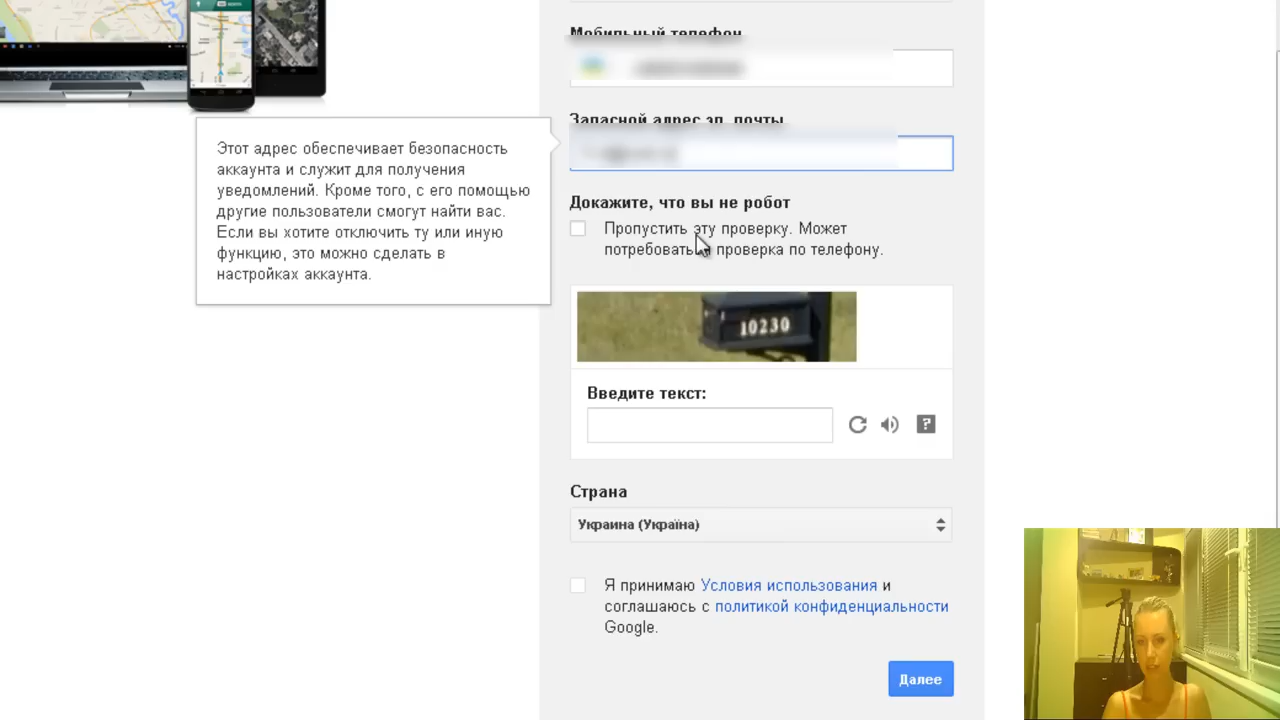 Мобильный телефон
Запасной адрес эл. почты
Этот адрес обеспечивает безопасность
аккаунта и служит для получения
уведомлений. Кроме того, с его помощью
другие пользователи смогут найти вас.
Если вы хотите отключить ту или иную
функцию, это можно сделать в
настройках аккаунта.
Докажите, что вы не робот
Пропустить эту проверку. Может
потребоваться проверка по телефону.
10230
Введите текст:
?
Страна
Украина (Україна)
Я принимаю Условия использования и
соглашаюсь с политикой конфиденциальности
Google.
Далее